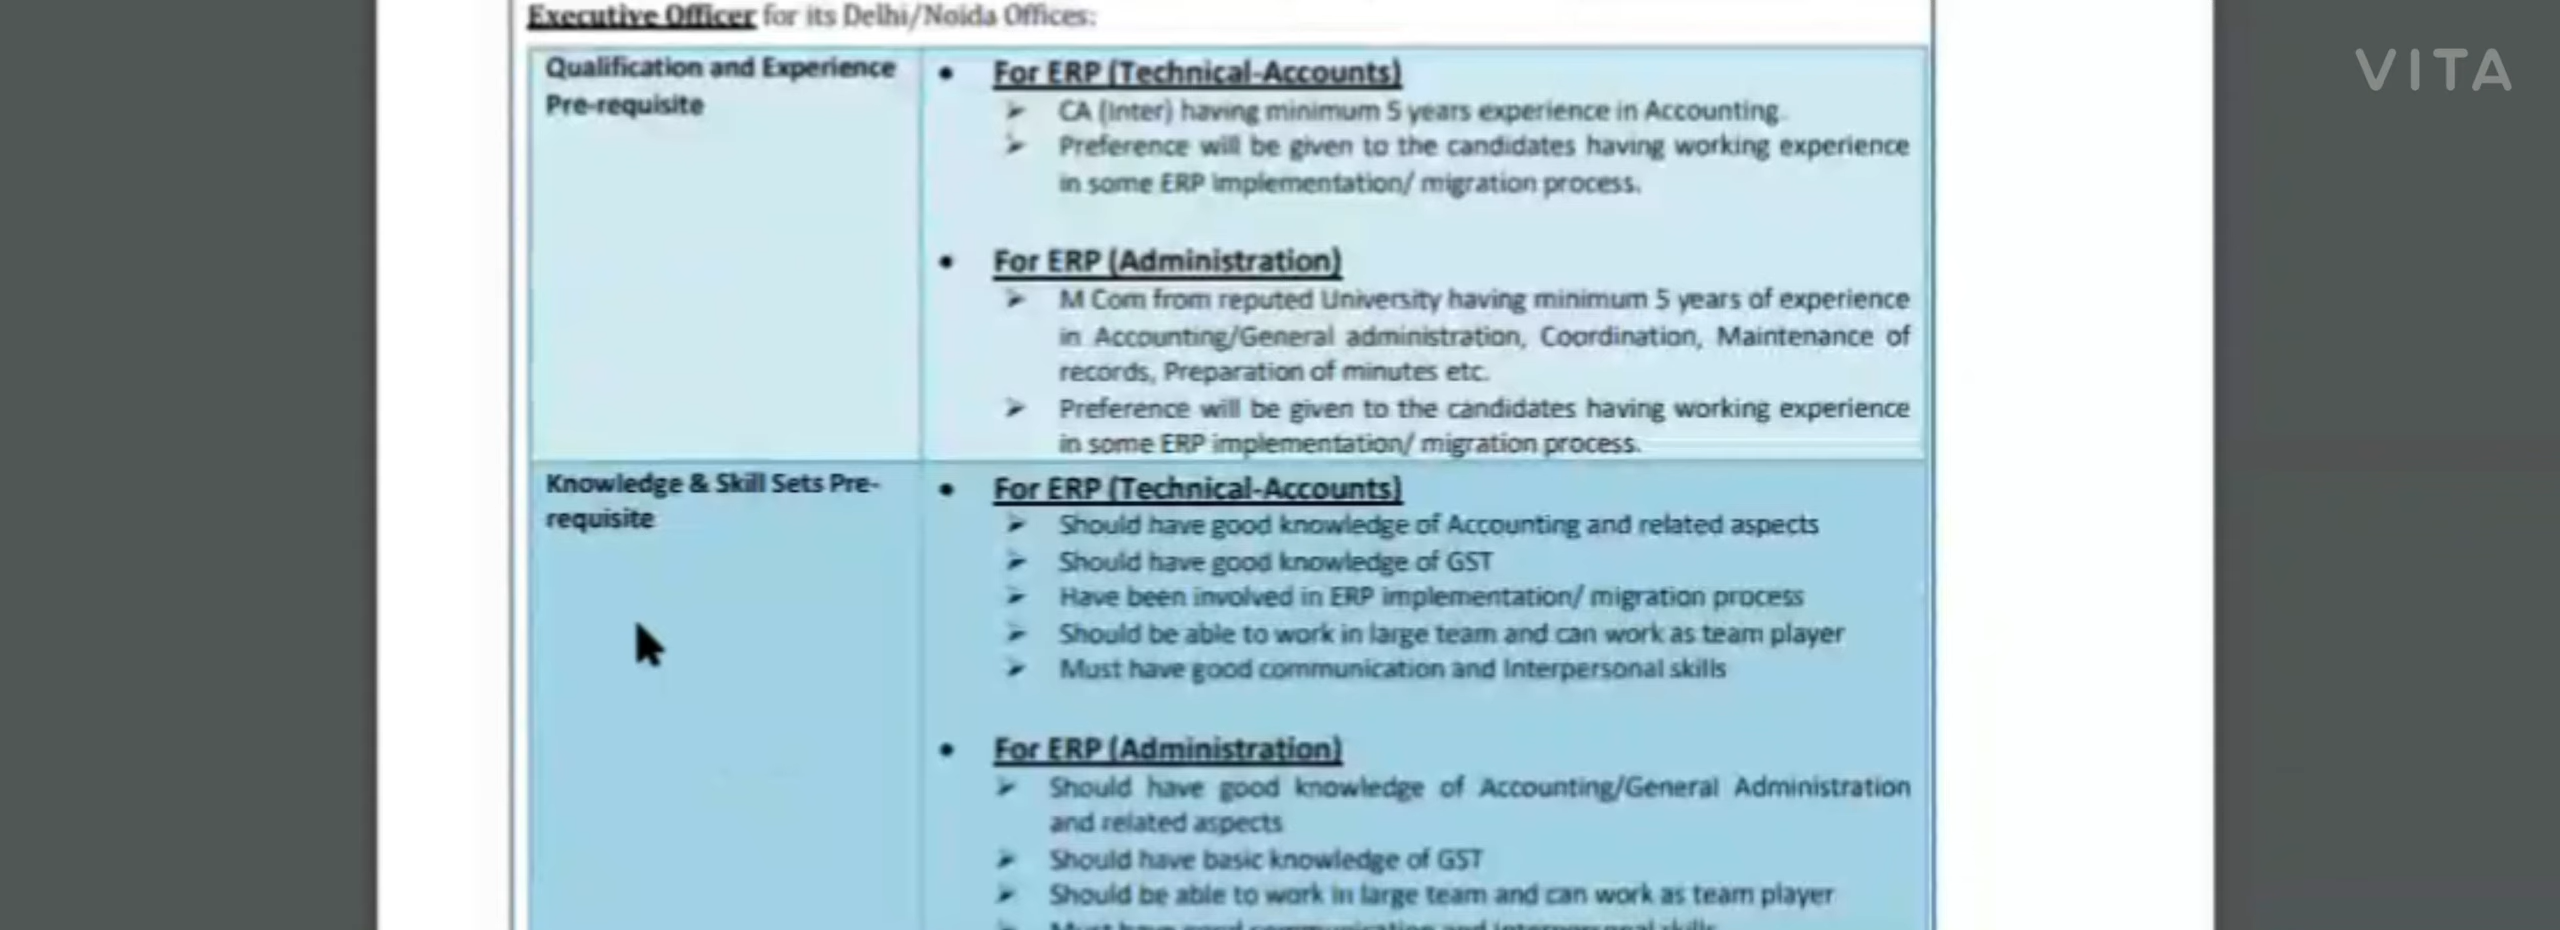 Executive Officer for its Delhi/Noida Offices:
VITA
Qualification and Experience
Pre-requisite
• For ERP (Technical-Accounts)
➢ CA (Inter) having minimum 5 years experience in Accounting.
➢ Preference will be given to the candidates having working experience
in some ERP implementation/ migration process.
• For ERP (Administration)
➢ M Com from reputed University having minimum 5 years of experience
in Accounting/General administration, Coordination, Maintenance of
records, Preparation of minutes etc.
➢ Preference will be given to the candidates having working experience
in some ERP implementation/ migration process.
Knowledge & Skill Sets Pre-
requisite
• For ERP (Technical-Accounts)
➢ Should have good knowledge of Accounting and related aspects
➢ Should have good knowledge of GST
➢ Have been involved in ERP implementation/ migration process
➢ Should be able to work in large team and can work as team player
➢ Must have good communication and Interpersonal skills
• For ERP (Administration)
➢ Should have good knowledge of Accounting/General Administration
and related aspects
➢ Should have basic knowledge of GST
➢ Should be able to work in large team and can work as team player
➢ Must have good communication and Interpersonal skills